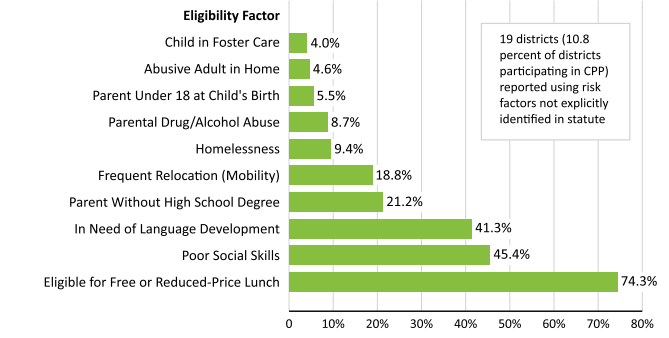 Eligibility Factor
Child in Foster Care 4.0%
Abusive Adult in Home 4.6%
Parent Under 18 at Child's Birth 5.5%
Parental Drug/Alcohol Abuse 8.7%
Homelessness 9.4%
Frequent Relocation (Mobility) 18.8%
Parent Without High School Degree 21.2%
In Need of Language Development 41.3%
Poor Social Skills 45.4%
Eligible for Free or Reduced-Price Lunch 74.3%
0 10% 20% 30% 40% 50% 60% 70% 80%
19 districts (10.8
percent of districts
participating in CPP)
reported using risk
factors not explicitly
identified in statute